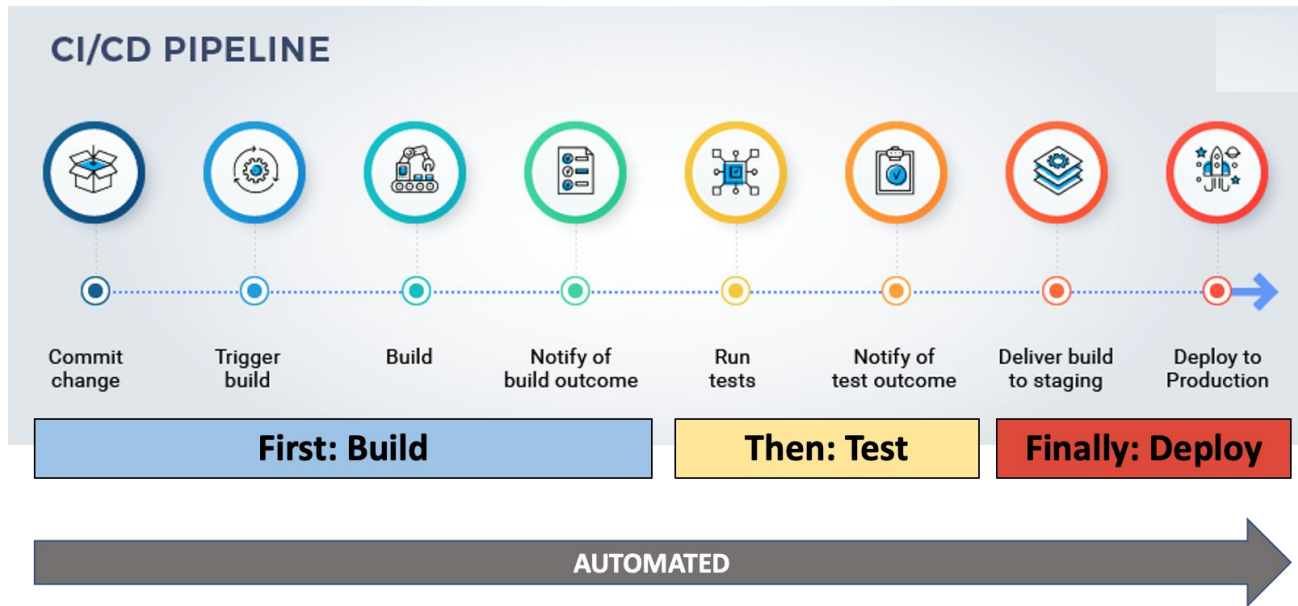 CI/CD PIPELINE
Commit
change
Trigger
build
Build
Notify of
build outcome
Run
tests
Notify of
test outcome
Deliver build
to staging
Deploy to
Production
First: Build
Then: Test
Finally: Deploy
AUTOMATED